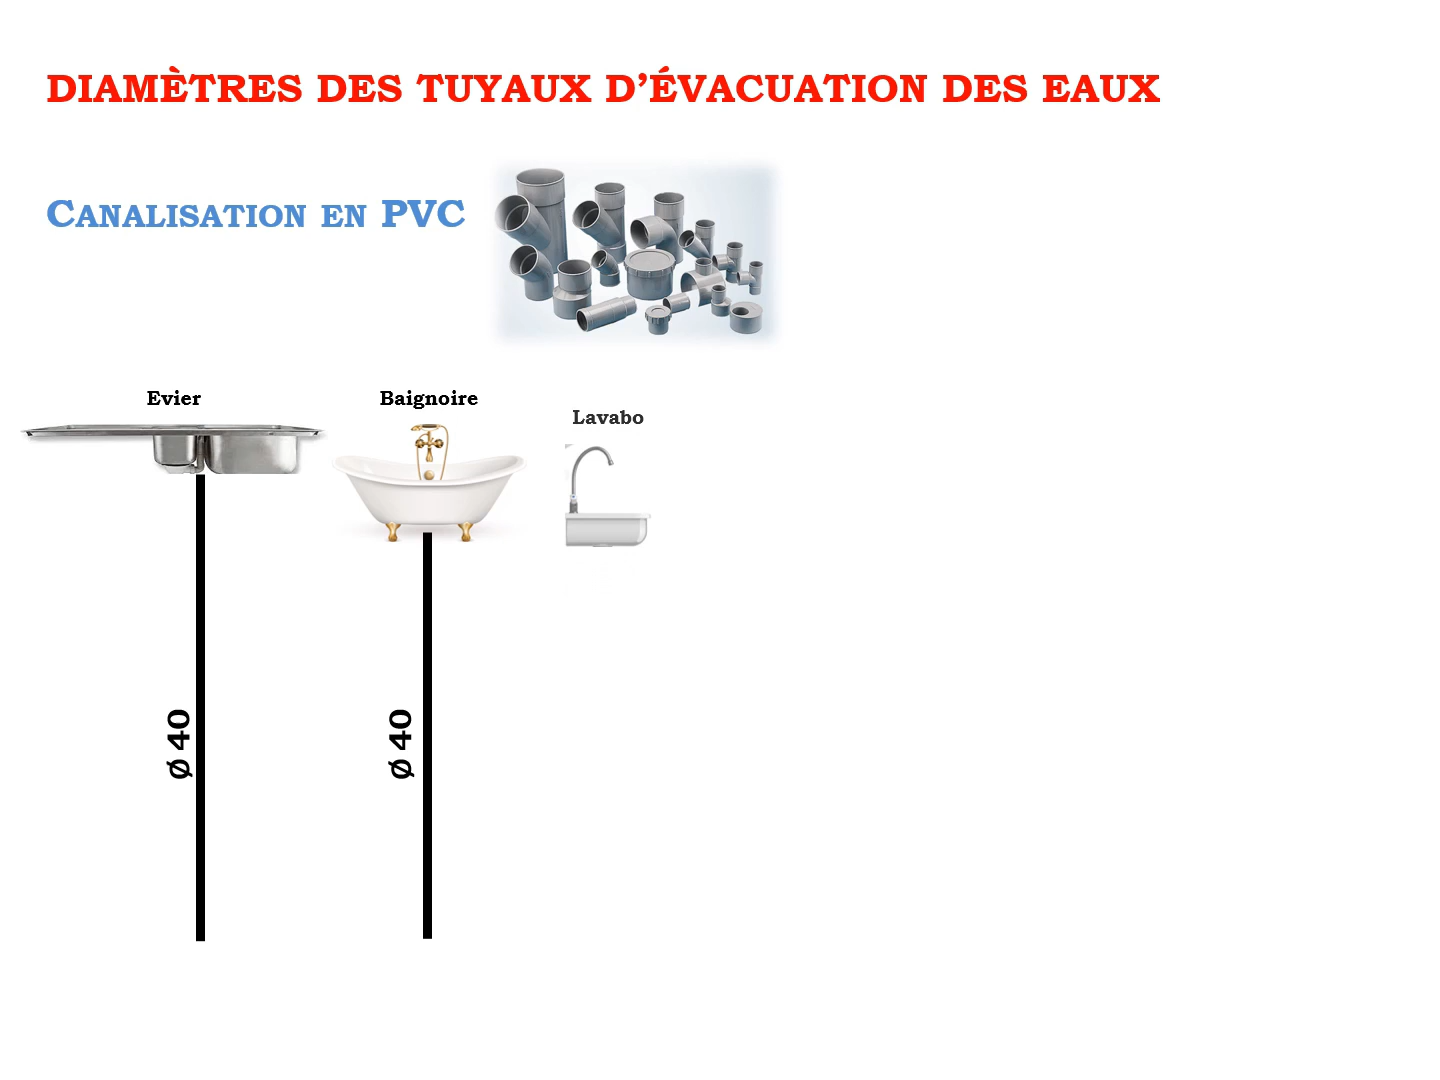 DIAMÈTRES DES TUYAUX D’ÉVACUATION DES EAUX
CANALISATION EN PVC
Evier
Baignoire
Lavabo
Ø 40
Ø 40